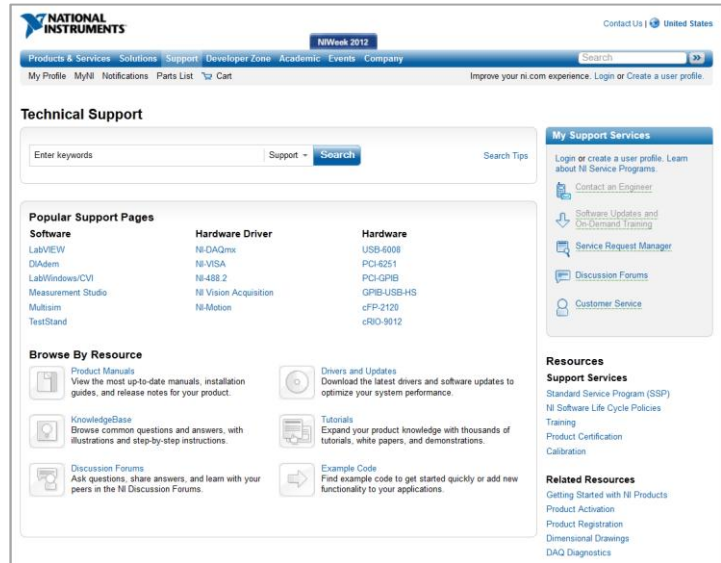 NATIONAL INSTRUMENTS
Contact Us | United States
NIWeek 2012
Products & Services Solutions Support Developer Zone Academic Events Company
Search
My Profile MyNI Notifications Parts List Cart
Improve your ni.com experience. Login or Create a user profile.
Technical Support
Enter keywords
Support
Search
Search Tips
Popular Support Pages
Software
LabVIEW
DIAdem
LabWindows/CVI
Measurement Studio
Multisim
TestStand
Hardware Driver
NI-DAQmx
NI-VISA
NI-488.2
NI Vision Acquisition
NI-Motion
Hardware
USB-6008
PCI-6251
PCI-GPIB
GPIB-USB-HS
cFP-2120
cRIO-9012
Browse By Resource
Product Manuals
View the most up-to-date manuals, installation
guides, and release notes for your product.
Drivers and Updates
Download the latest drivers and software updates to
optimize your system performance.
KnowledgeBase
Browse common questions and answers, with
illustrations and step-by-step instructions.
Tutorials
Expand your product knowledge with thousands of
tutorials, white papers, and demonstrations.
Discussion Forums
Ask questions, share answers, and learn with your
peers in the NI Discussion Forums.
Example Code
Find example code to get started quickly or add new
functionality to your applications.
My Support Services
Login or create a user profile. Learn
about NI Service Programs.
Contact an Engineer
Software Updates and
On-Demand Training
Service Request Manager
Discussion Forums
Customer Service
Resources
Support Services
Standard Service Program (SSP)
NI Software Life Cycle Policies
Training
Product Certification
Calibration
Related Resources
Getting Started with NI Products
Product Activation
Product Registration
Dimensional Drawings
DAQ Diagnostics